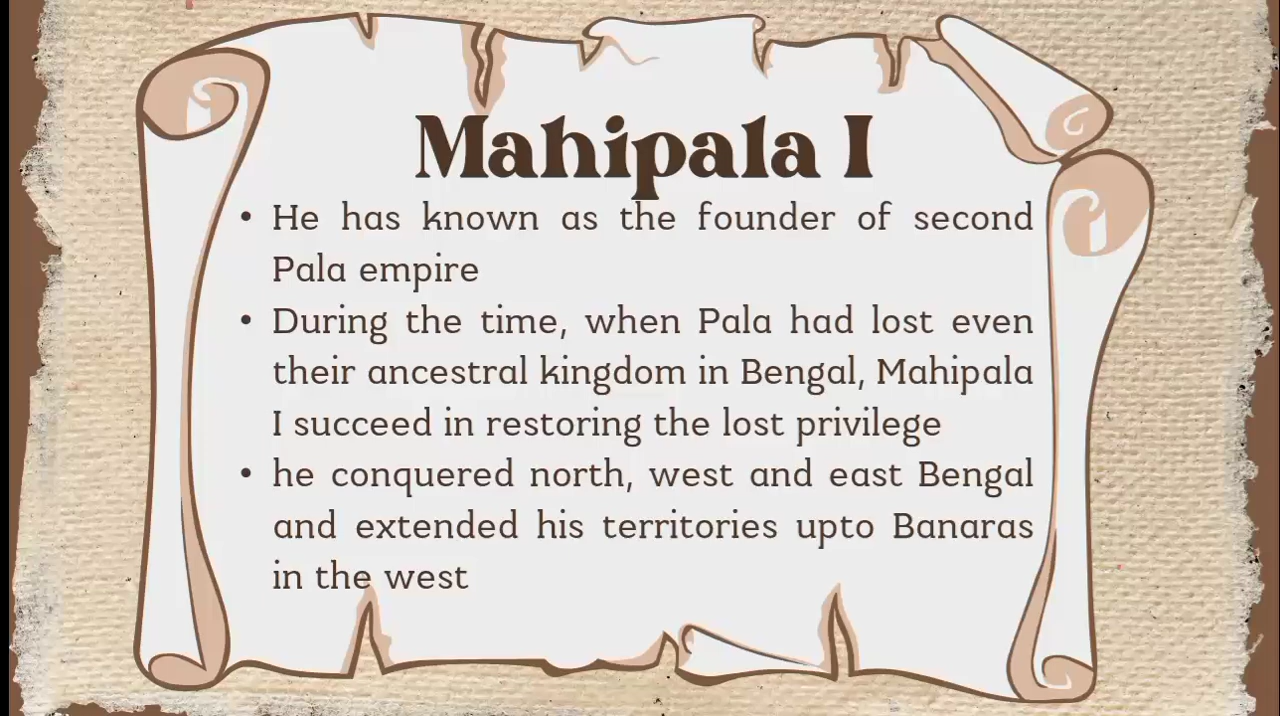 Mahipala I
• He has known as the founder of second
Pala empire
• During the time, when Pala had lost even
their ancestral kingdom in Bengal, Mahipala
I succeed in restoring the lost privilege
• he conquered north, west and east Bengal
and extended his territories upto Banaras
in the west